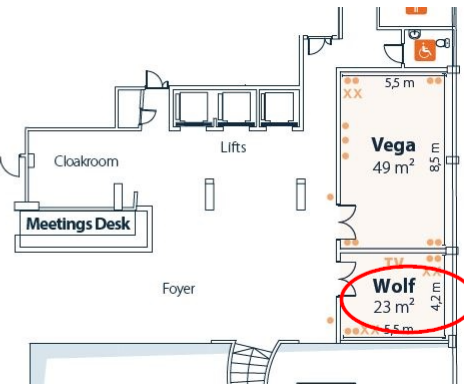 5,5 m
XX
Vega
49 m²
8,5 m
Lifts
Cloakroom
Meetings Desk
TV
XX
Wolf
23 m²
4,2 m
Foyer
XX 5,5 m